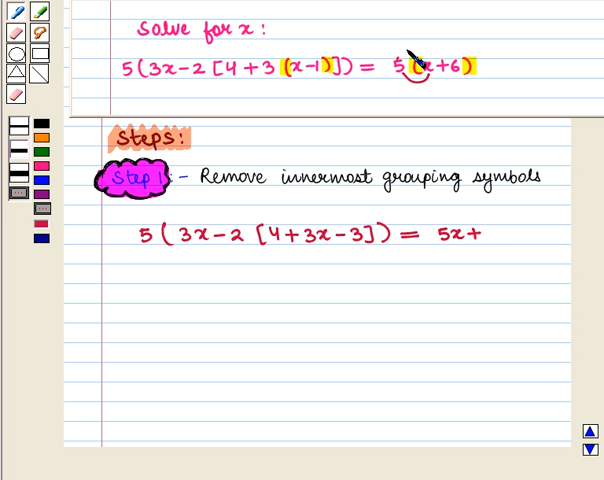 Solve for x :
5(3x-2[4+3(x-1)]) = 5(x+6)
Steps:
Step 1 :- Remove innermost grouping symbols
5(3x-2[4+3x-3]) = 5x+